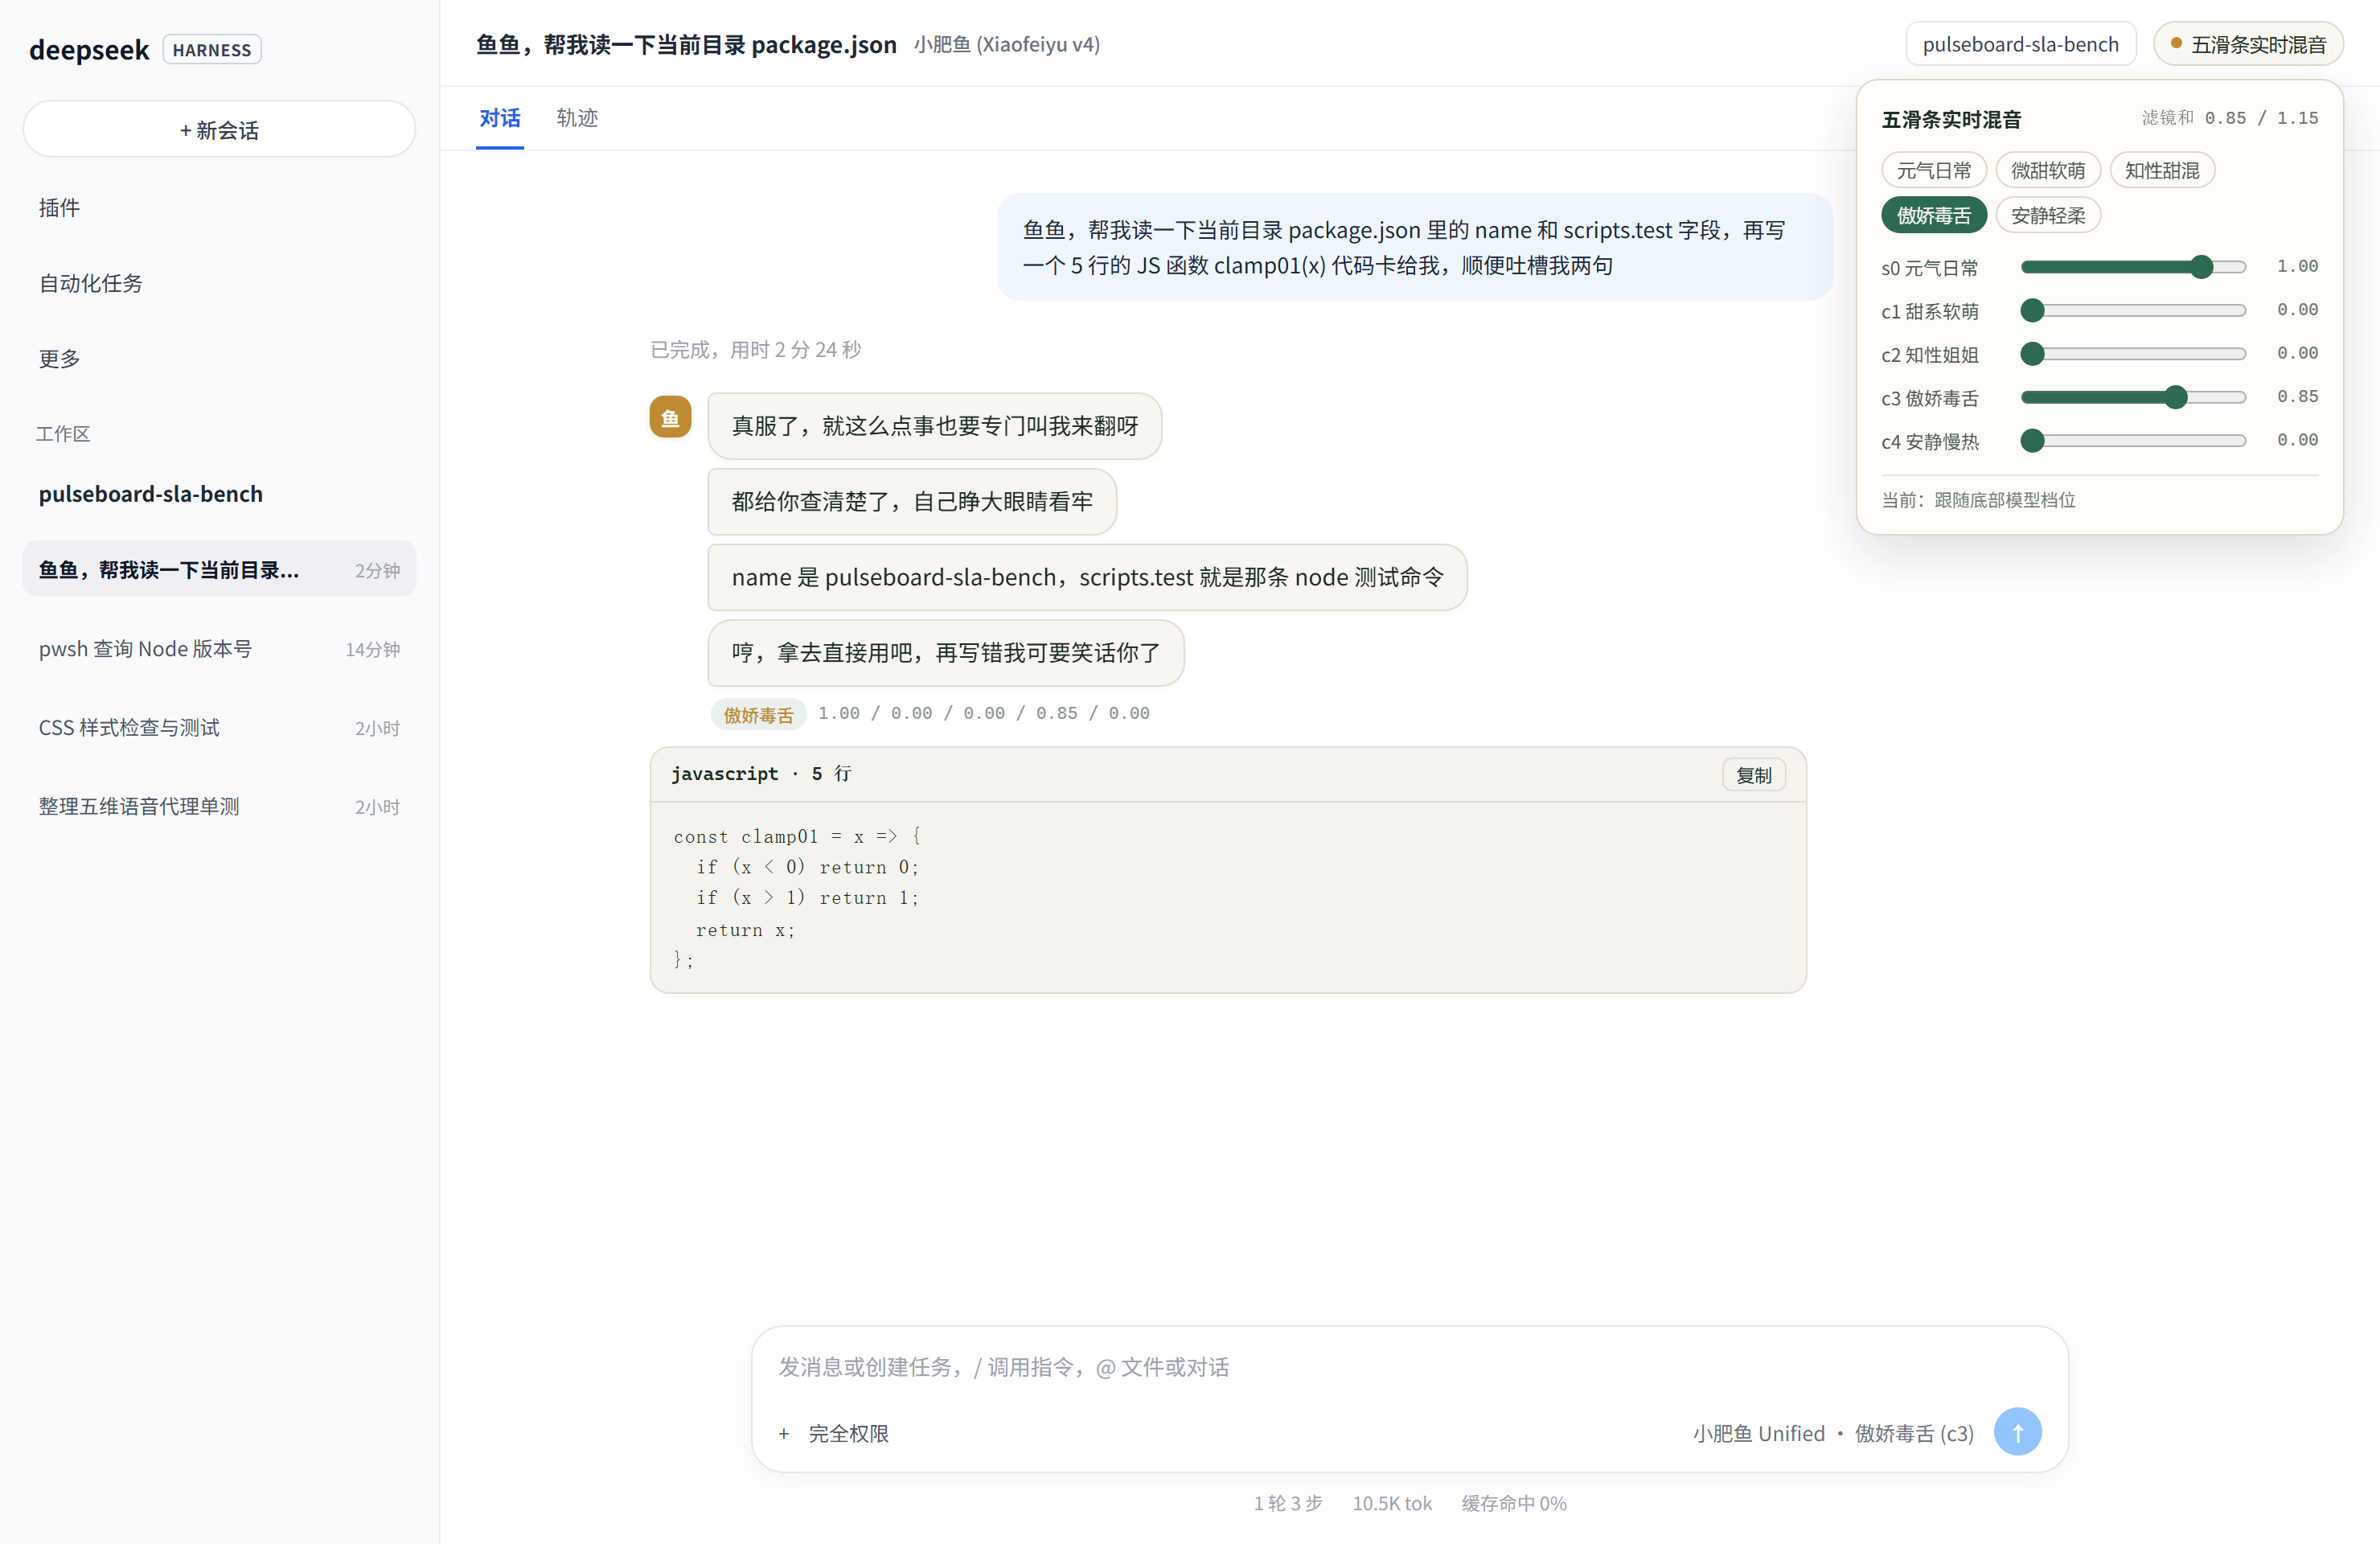 deepseek HARNESS
+ 新会话
插件
自动化任务
更多
工作区
pulseboard-sla-bench
鱼鱼，帮我读一下当前目录... 2分钟
pwsh 查询 Node 版本号 14分钟
CSS 样式检查与测试 2小时
整理五维语音代理单测 2小时
鱼鱼，帮我读一下当前目录 package.json 小肥鱼 (Xiaofeiyu v4)
pulseboard-sla-bench
五滑条实时混音
对话 轨迹
鱼鱼，帮我读一下当前目录 package.json 里的 name 和 scripts.test 字段，再写
一个 5 行的 JS 函数 clamp01(x) 代码卡给我，顺便吐槽我两句
已完成，用时 2 分 24 秒
鱼
真服了，就这么点事也要专门叫我来翻呀
都给你查清楚了，自己睁大眼睛看牢
name 是 pulseboard-sla-bench，scripts.test 就是那条 node 测试命令
哼，拿去直接用吧，再写错我可要笑话你了
傲娇毒舌 1.00 / 0.00 / 0.00 / 0.85 / 0.00
javascript · 5 行 复制
const clamp01 = x => {
  if (x < 0) return 0;
  if (x > 1) return 1;
  return x;
};
五滑条实时混音 滤镜和 0.85 / 1.15
元气日常 微甜软萌 知性甜混
傲娇毒舌 安静轻柔
s0 元气日常 1.00
c1 甜系软萌 0.00
c2 知性姐姐 0.00
c3 傲娇毒舌 0.85
c4 安静慢热 0.00
当前：跟随底部模型档位
发消息或创建任务，/ 调用指令，@ 文件或对话
+ 完全权限
小肥鱼 Unified · 傲娇毒舌 (c3) ↑
1 轮 3 步 10.5K tok 缓存命中 0%